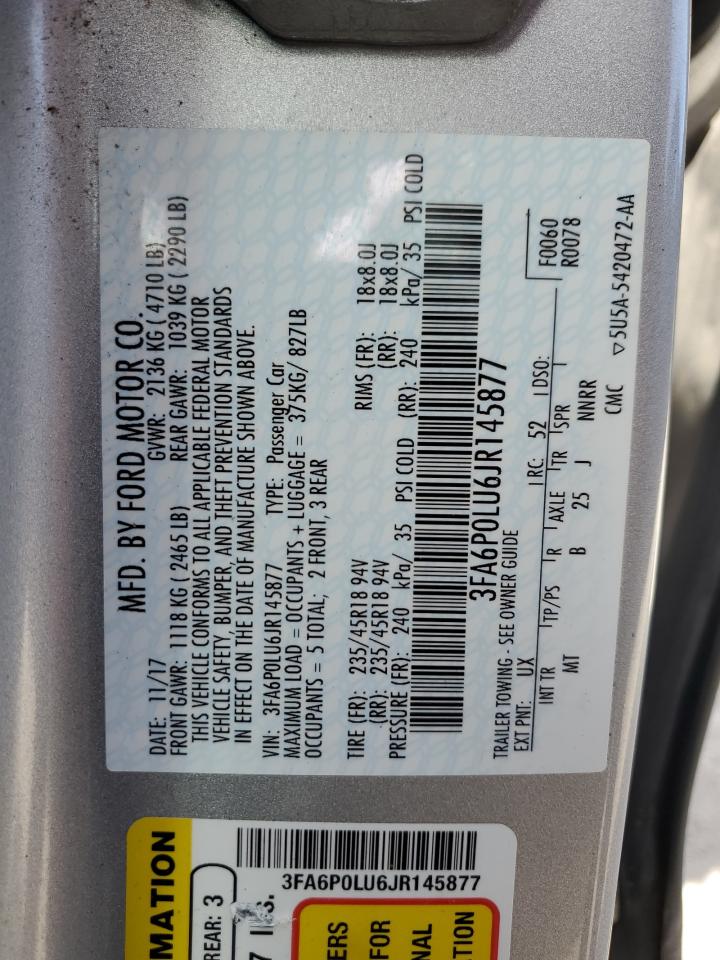 MFD. BY FORD MOTOR CO.
DATE: 11/17 GVWR: 2136 KG ( 4710 LB)
FRONT GAWR: 1118 KG ( 2465 LB) REAR GAWR: 1039 KG ( 2290 LB)
THIS VEHICLE CONFORMS TO ALL APPLICABLE FEDERAL MOTOR
VEHICLE SAFETY, BUMPER, AND THEFT PREVENTION STANDARDS
IN EFFECT ON THE DATE OF MANUFACTURE SHOWN ABOVE.
VIN: 3FA6P0LU6JR145877 TYPE: Passenger Car
MAXIMUM LOAD = OCCUPANTS + LUGGAGE = 375KG/ 827LB
OCCUPANTS = 5 TOTAL; 2 FRONT, 3 REAR
TIRE (FR): 235/45R18 94V RIMS (FR): 18x8.0J
(RR): 235/45R18 94V (RR): 18x8.0J
PRESSURE (FR): 240 kPa/ 35 PSI COLD (RR): 240 kPa/ 35 PSI COLD
3FA6P0LU6JR145877
TRAILER TOWING - SEE OWNER GUIDE
EXT PNT: UX RC: 52 DSO: F0060
R0078
INT TR TP/PS R AXLE TR SPR
MT B 25 J NNRR
CMC ▽5U5A-5420472-AA
MATION
REAR: 3
3FA6P0LU6JR145877
ERS
FOR
NAL
TION